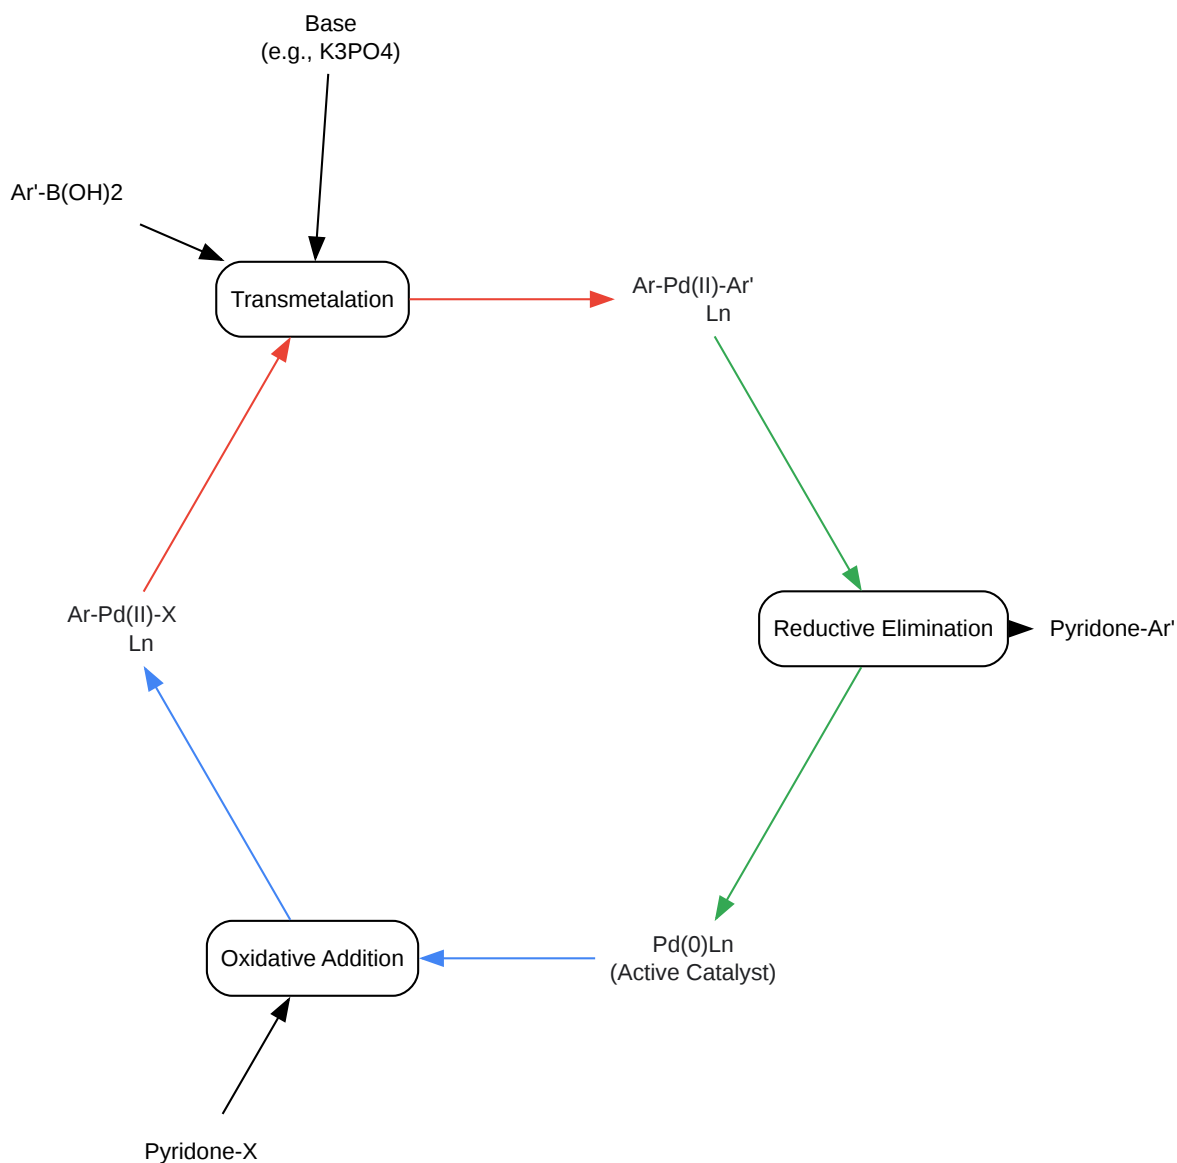 Base
(e.g., K3PO4)
Ar'-B(OH)2
Transmetalation
Ar-Pd(II)-Ar'
Ln
Ar-Pd(II)-X
Ln
Reductive Elimination
Pyridone-Ar'
Oxidative Addition
Pd(0)Ln
(Active Catalyst)
Pyridone-X